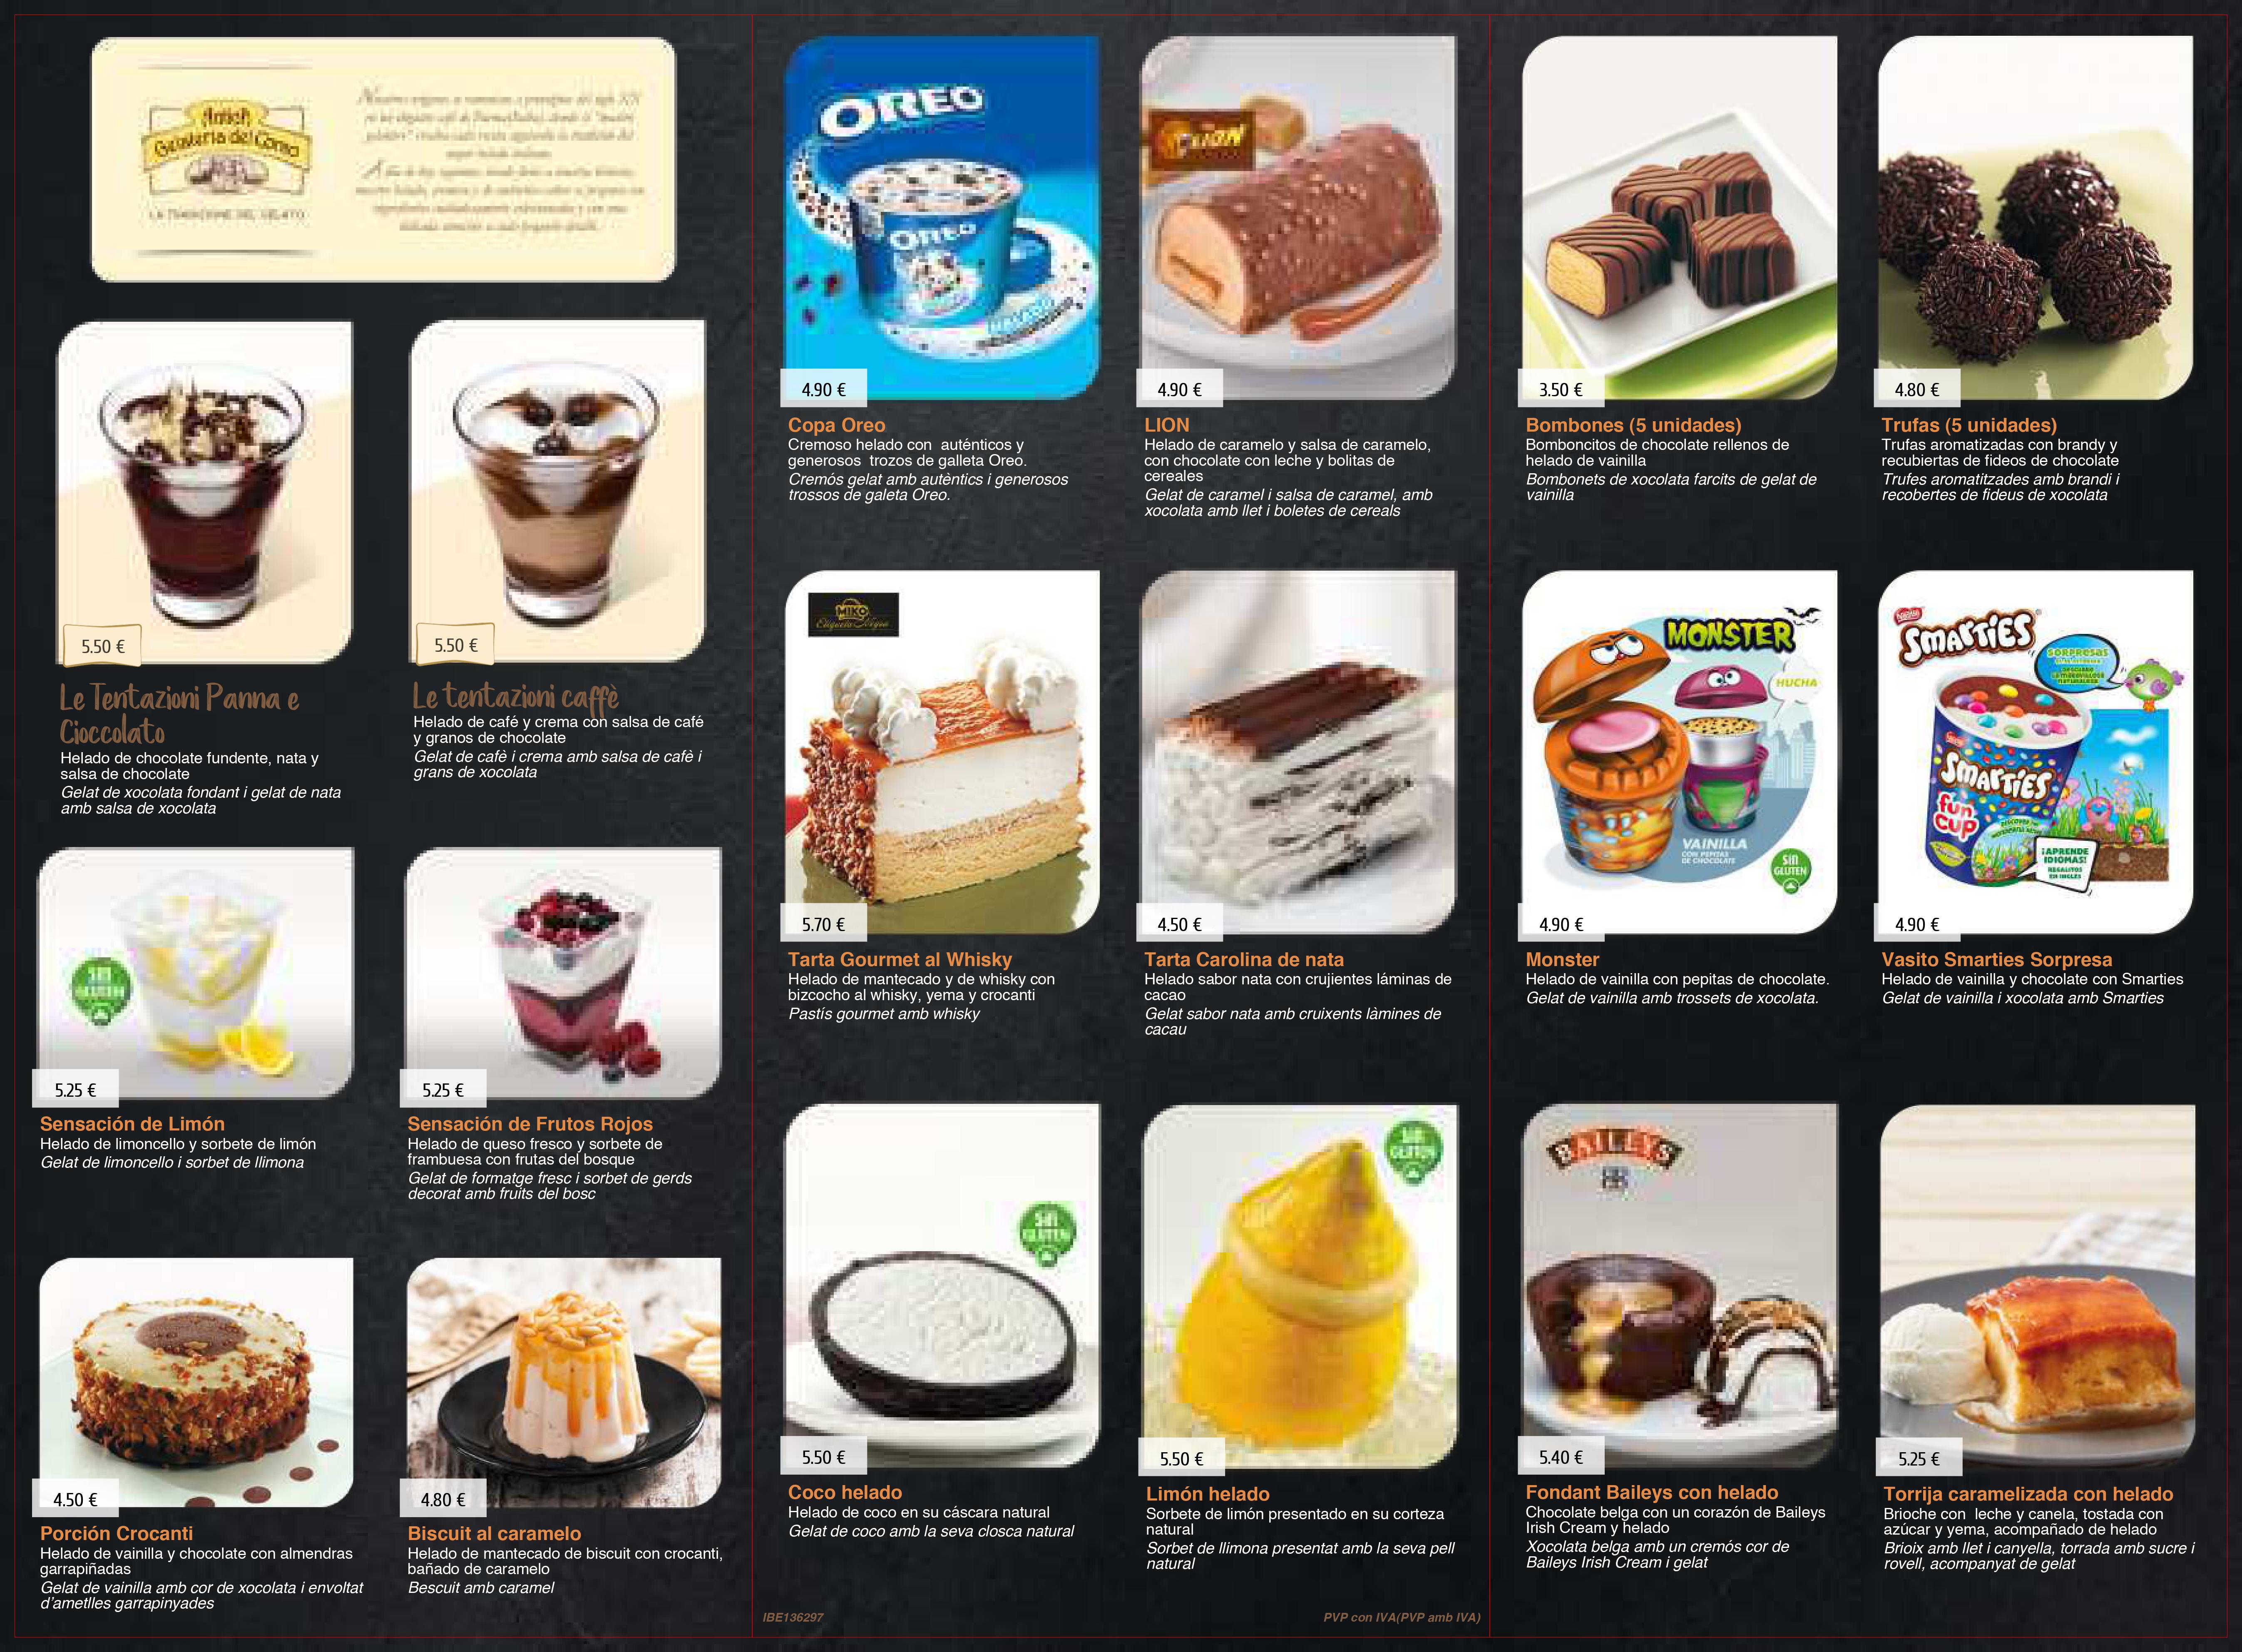 Antica
Gelateria del Corso
LA TRADIZIONE DEL GELATO
5.50 €
Le Tentazioni Panna e
Cioccolato
Helado de chocolate fundente, nata y
salsa de chocolate
Gelat de xocolata fondant i gelat de nata
amb salsa de xocolata
5.50 €
Le tentazioni caffè
Helado de café y crema con salsa de café
y granos de chocolate
Gelat de cafè i crema amb salsa de cafè i
grans de xocolata
SIN
GLUTEN
5.25 €
Sensación de Limón
Helado de limoncello y sorbete de limón
Gelat de limoncello i sorbet de llimona
5.25 €
Sensación de Frutos Rojos
Helado de queso fresco y sorbete de
frambuesa con frutas del bosque
Gelat de formatge fresc i sorbet de gerds
decorat amb fruits del bosc
4.50 €
Porción Crocanti
Helado de vainilla y chocolate con almendras
garrapiñadas
Gelat de vainilla amb cor de xocolata i envoltat
d'ametlles garrapinyades
4.80 €
Biscuit al caramelo
Helado de mantecado de biscuit con crocanti,
bañado de caramelo
Bescuit amb caramel
OREO
OREO
HELADO
4.90 €
Copa Oreo
Cremoso helado con  auténticos y
generosos  trozos de galleta Oreo.
Cremós gelat amb autèntics i generosos
trossos de galeta Oreo.
LION
4.90 €
LION
Helado de caramelo y salsa de caramelo,
con chocolate con leche y bolitas de
cereales
Gelat de caramel i salsa de caramel, amb
xocolata amb llet i boletes de cereals
MIKO
Etiqueta Negra
5.70 €
Tarta Gourmet al Whisky
Helado de mantecado y de whisky con
bizcocho al whisky, yema y crocanti
Pastís gourmet amb whisky
4.50 €
Tarta Carolina de nata
Helado sabor nata con crujientes láminas de
cacao
Gelat sabor nata amb cruixents làmines de
cacau
SIN
GLUTEN
5.50 €
Coco helado
Helado de coco en su cáscara natural
Gelat de coco amb la seva closca natural
SIN
GLUTEN
5.50 €
Limón helado
Sorbete de limón presentado en su corteza
natural
Sorbet de llimona presentat amb la seva pell
natural
IBE136297
PVP con IVA(PVP amb IVA)
3.50 €
Bombones (5 unidades)
Bomboncitos de chocolate rellenos de
helado de vainilla
Bombonets de xocolata farcits de gelat de
vainilla
4.80 €
Trufas (5 unidades)
Trufas aromatizadas con brandy y
recubiertas de fideos de chocolate
Trufes aromatitzades amb brandi i
recobertes de fideus de xocolata
MONSTER
HUCHA
VAINILLA
CON PEPITAS
DE CHOCOLATE
SIN
GLUTEN
4.90 €
Monster
Helado de vainilla con pepitas de chocolate.
Gelat de vainilla amb trossets de xocolata.
Nestlé
SMARTIES
SORPRESAS
DESCUBRE
LA MARAVILLOSA
NATURALEZA
Nestlé
SMARTIES
fun
CUP
¡APRENDE
IDIOMAS!
REGALITOS
EN INGLÉS
4.90 €
Vasito Smarties Sorpresa
Helado de vainilla y chocolate con Smarties
Gelat de vainilla i xocolata amb Smarties
BAILEYS
5.40 €
Fondant Baileys con helado
Chocolate belga con un corazón de Baileys
Irish Cream y helado
Xocolata belga amb un cremós cor de
Baileys Irish Cream i gelat
5.25 €
Torrija caramelizada con helado
Brioche con  leche y canela, tostada con
azúcar y yema, acompañado de helado
Brioix amb llet i canyella, torrada amb sucre i
rovell, acompanyat de gelat